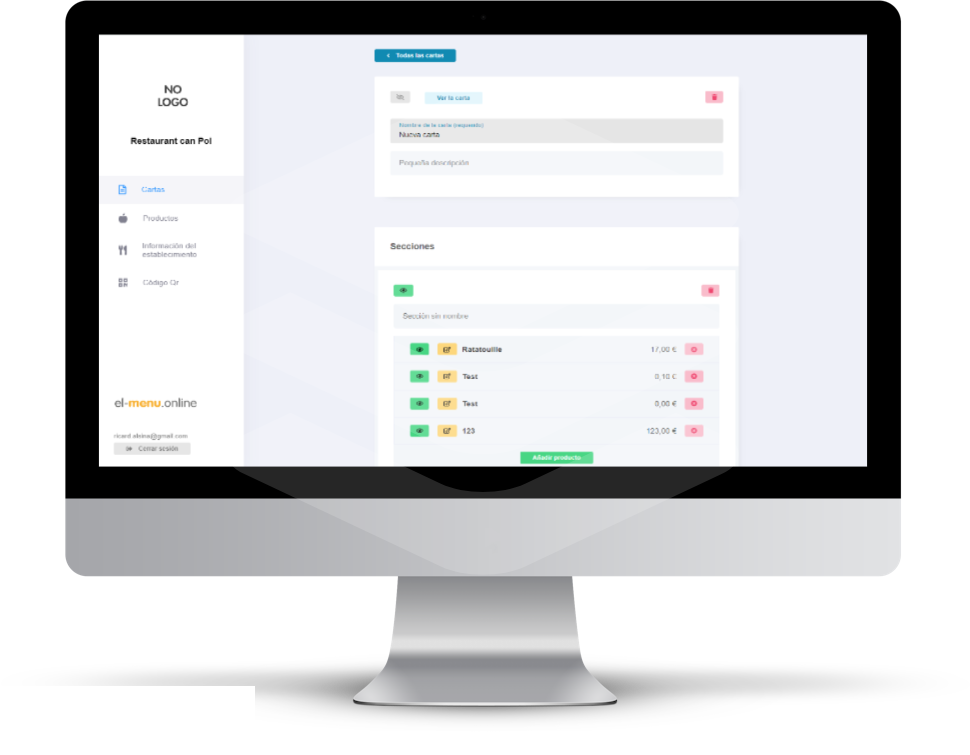 NO
LOGO
Restaurant can Pol
Cartas
Productos
Información del
establecimiento
Código Qr
el-menu.online
ricard.alsina@gmail.com
Cerrar sesión
Todas las cartas
Ver la carta
Nombre de la carta (requerido)
Nueva carta
Pequeña descripción
Secciones
Sección sin nombre
Ratatouille 17,00 €
Test 0,10 €
Test 0,00 €
123 123,00 €
Añadir producto